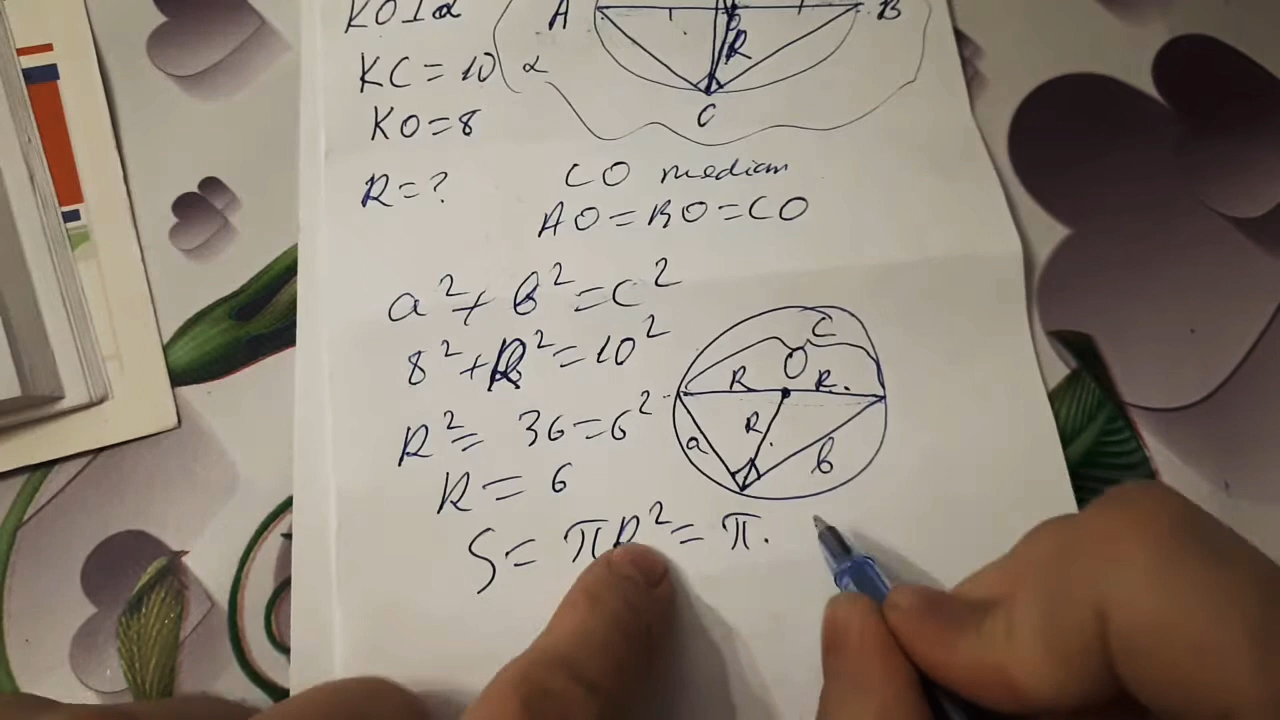 KO⊥α
KC=10
KO=8
R=?
A
B
O
R
α
C
CO median
AO=BO=CO
a²+b²=c²
8²+R²=10²
R²=36=6²
R=6
S=πR²=π.
C
O
R R.
R
a
b